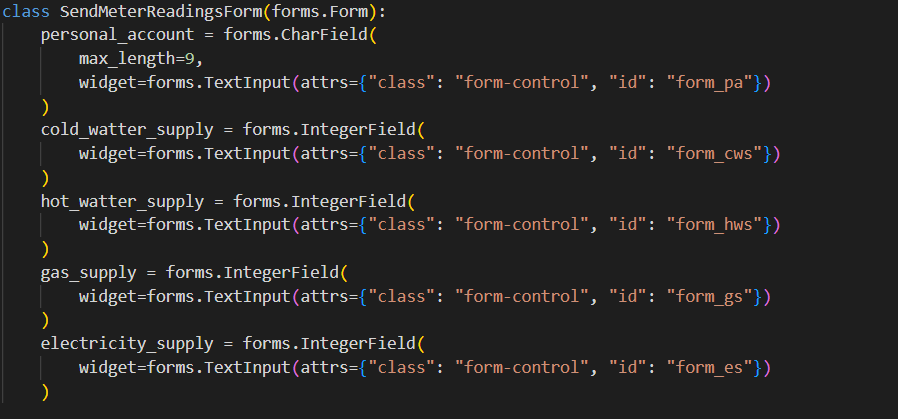 class SendMeterReadingsForm(forms.Form):
    personal_account = forms.CharField(
        max_length=9,
        widget=forms.TextInput(attrs={"class": "form-control", "id": "form_pa"})
    )
    cold_watter_supply = forms.IntegerField(
        widget=forms.TextInput(attrs={"class": "form-control", "id": "form_cws"})
    )
    hot_watter_supply = forms.IntegerField(
        widget=forms.TextInput(attrs={"class": "form-control", "id": "form_hws"})
    )
    gas_supply = forms.IntegerField(
        widget=forms.TextInput(attrs={"class": "form-control", "id": "form_gs"})
    )
    electricity_supply = forms.IntegerField(
        widget=forms.TextInput(attrs={"class": "form-control", "id": "form_es"})
    )